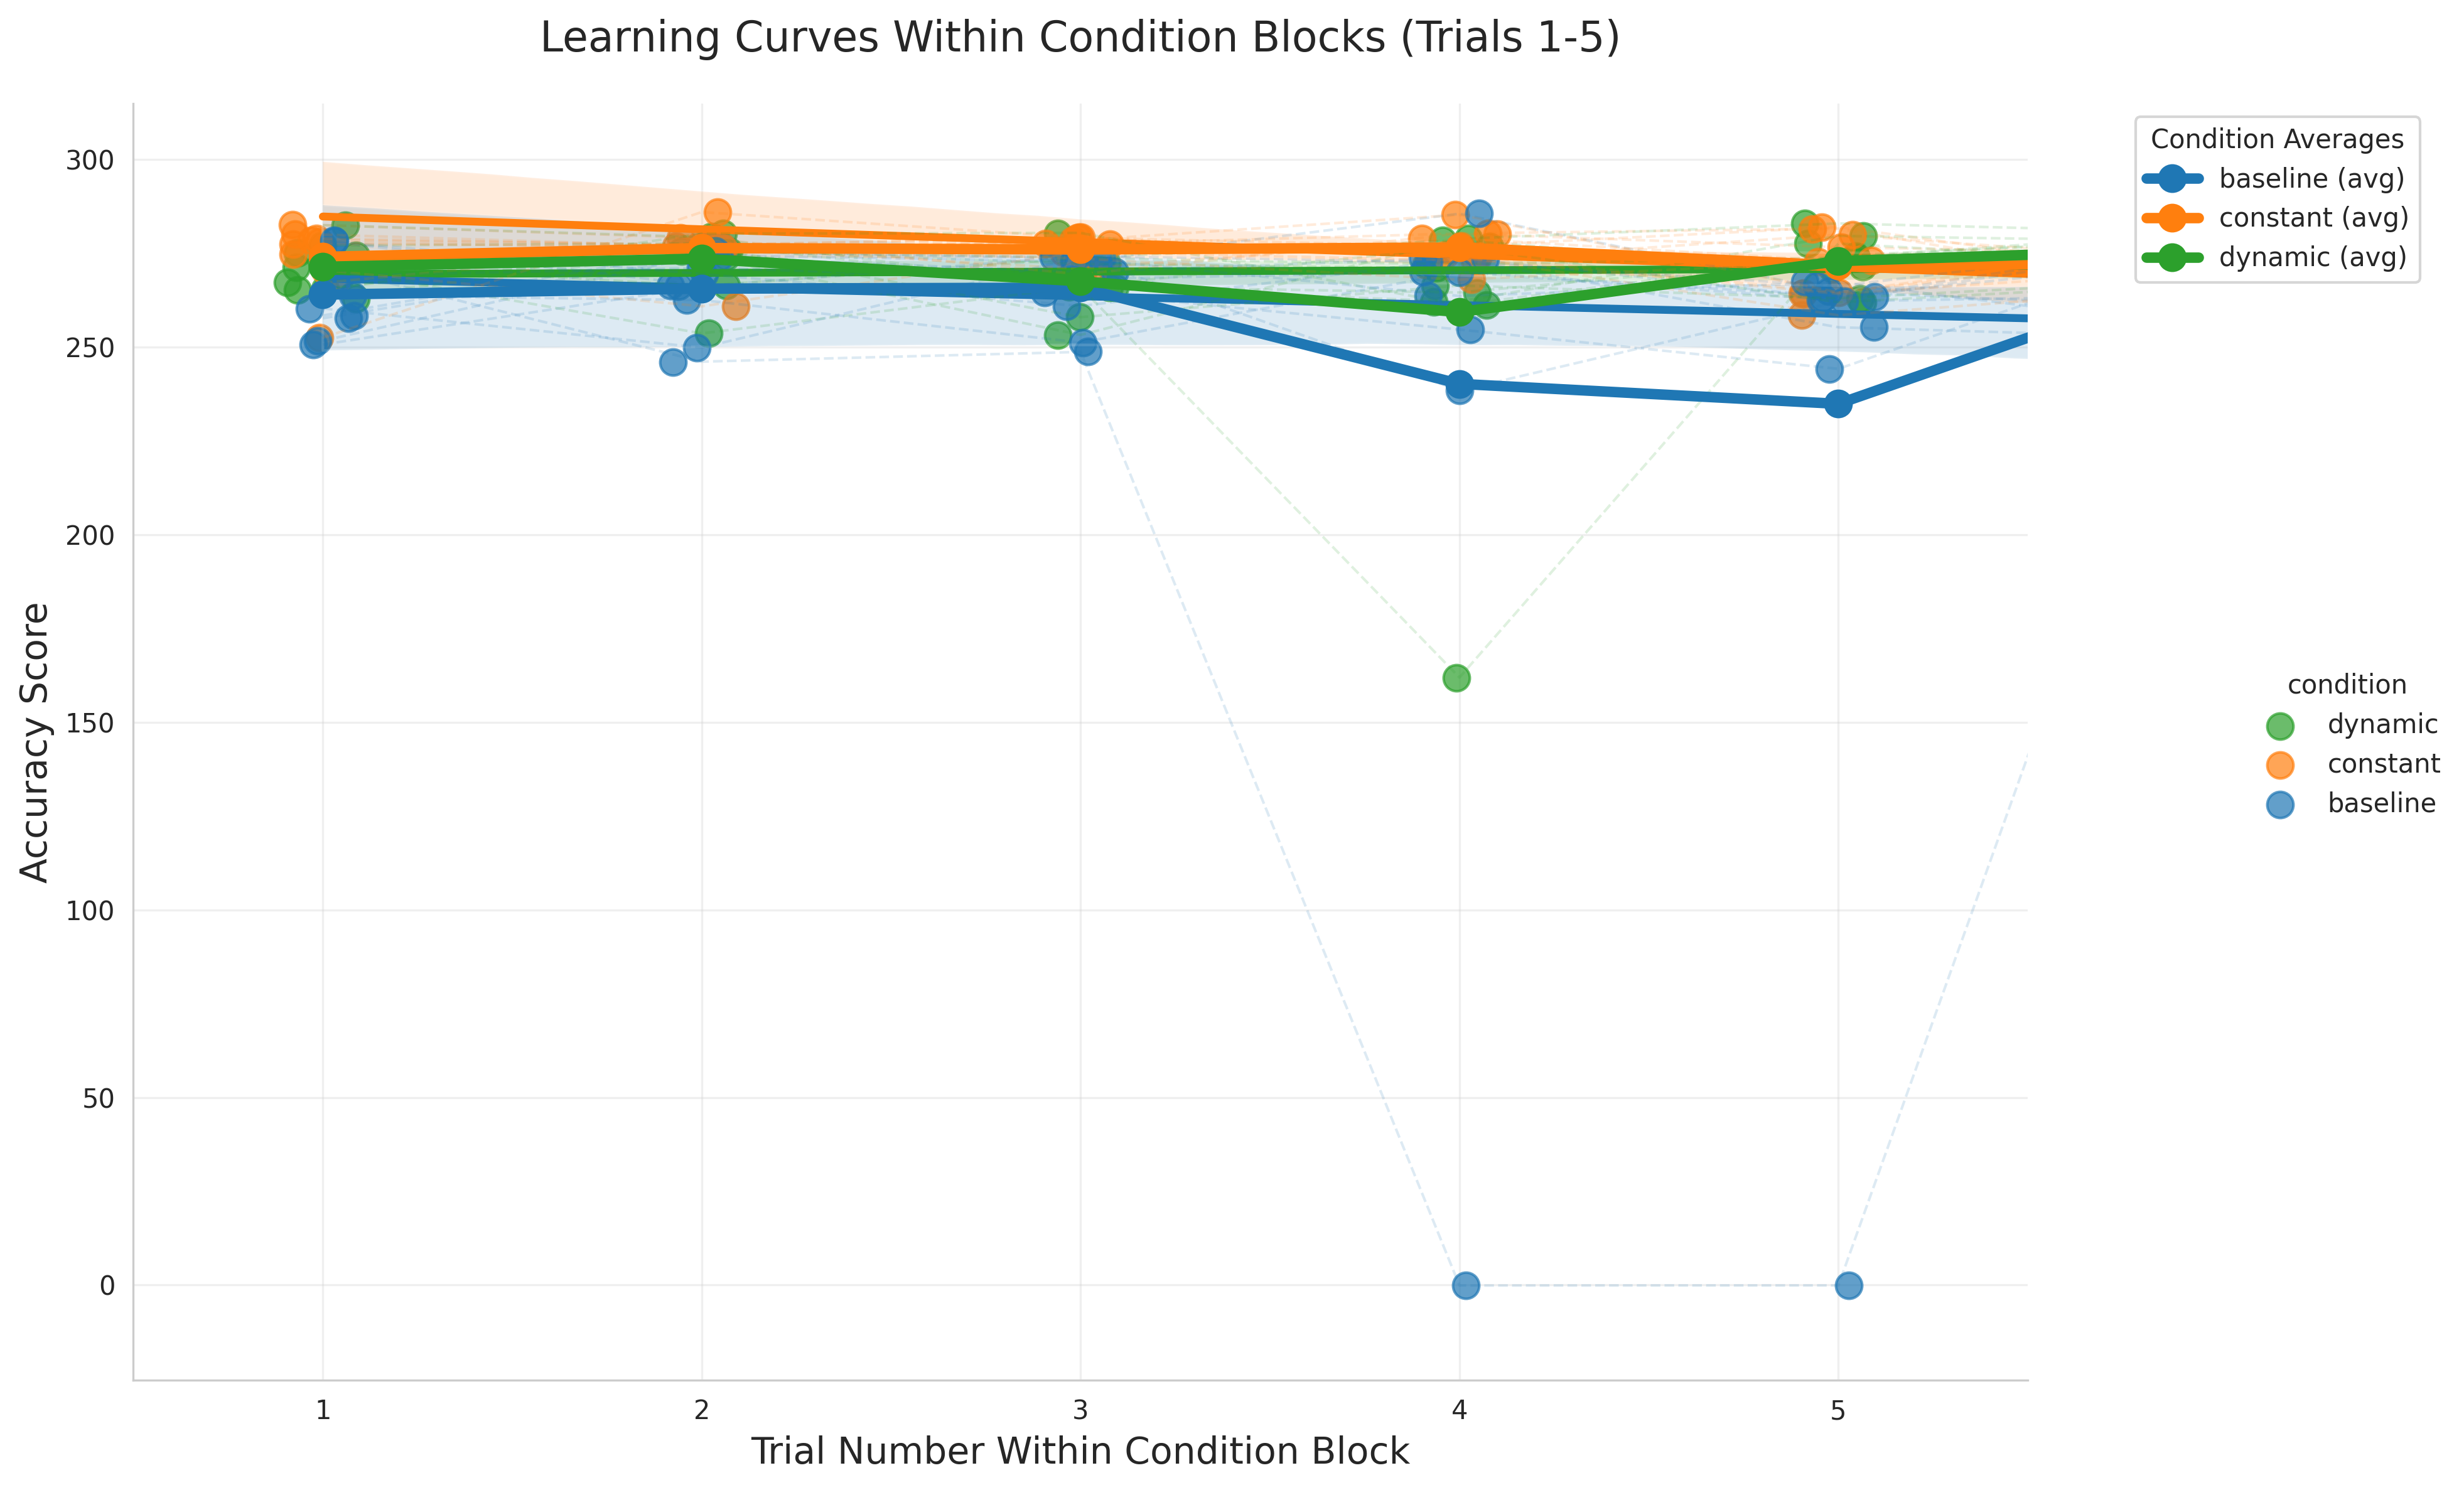 Learning Curves Within Condition Blocks (Trials 1-5)
Condition Averages
baseline (avg)
constant (avg)
dynamic (avg)
condition
dynamic
constant
baseline
Accuracy Score
300
250
200
150
100
50
0
1
2
3
4
5
Trial Number Within Condition Block